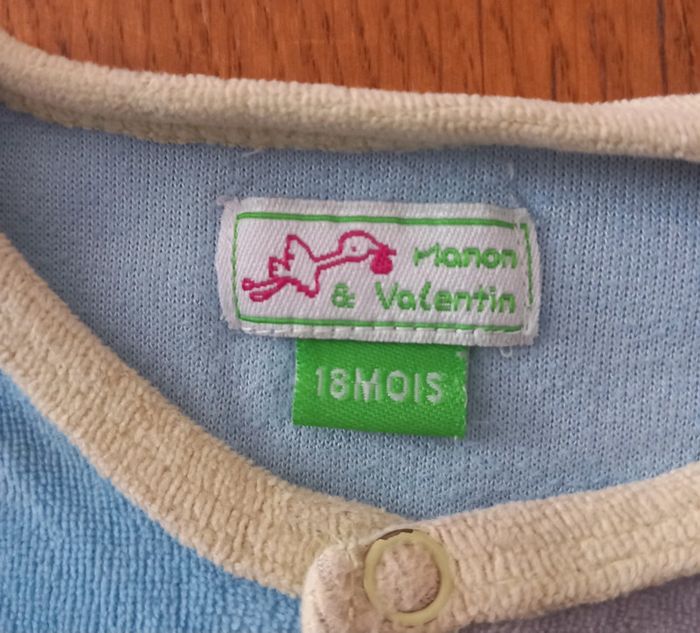 Manon
& Valentin
18MOIS